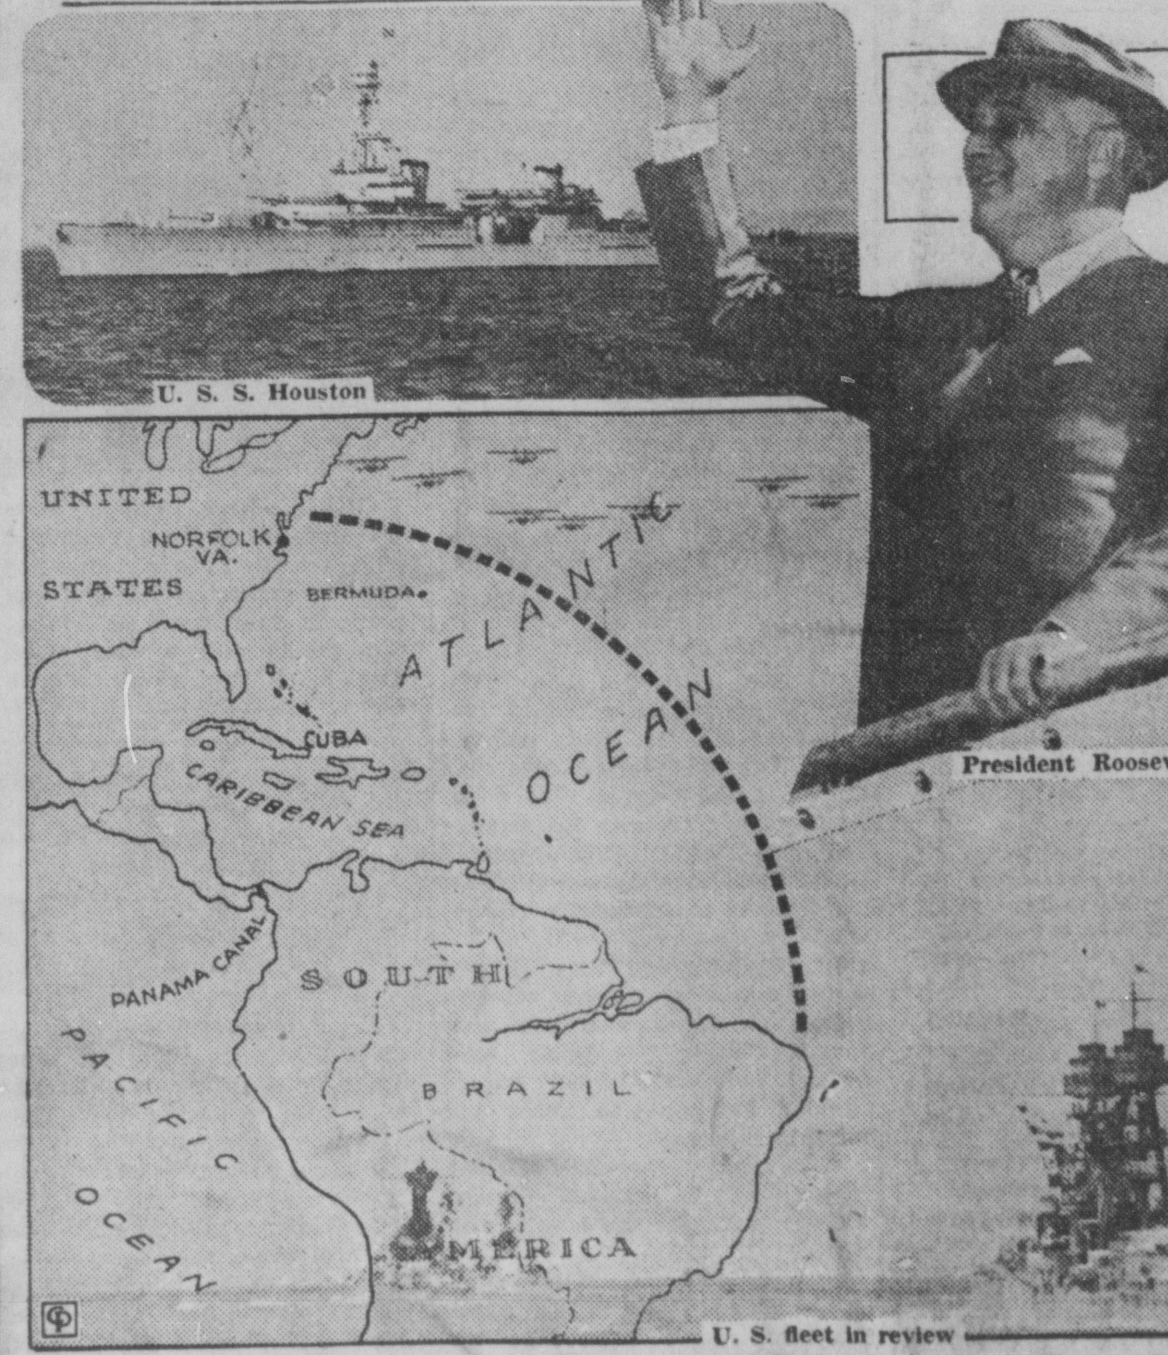 U. S. S. Houston
UNITED
STATES
NORFOLK
VA.
BERMUDA
ATLANTIC
OCEAN
CUBA
CARIBBEAN SEA
President Roosev
PANAMA CANAL
SOUTH
BRAZIL
AMERICA
PACIFIC
OCEAN
CP
U. S. fleet in review